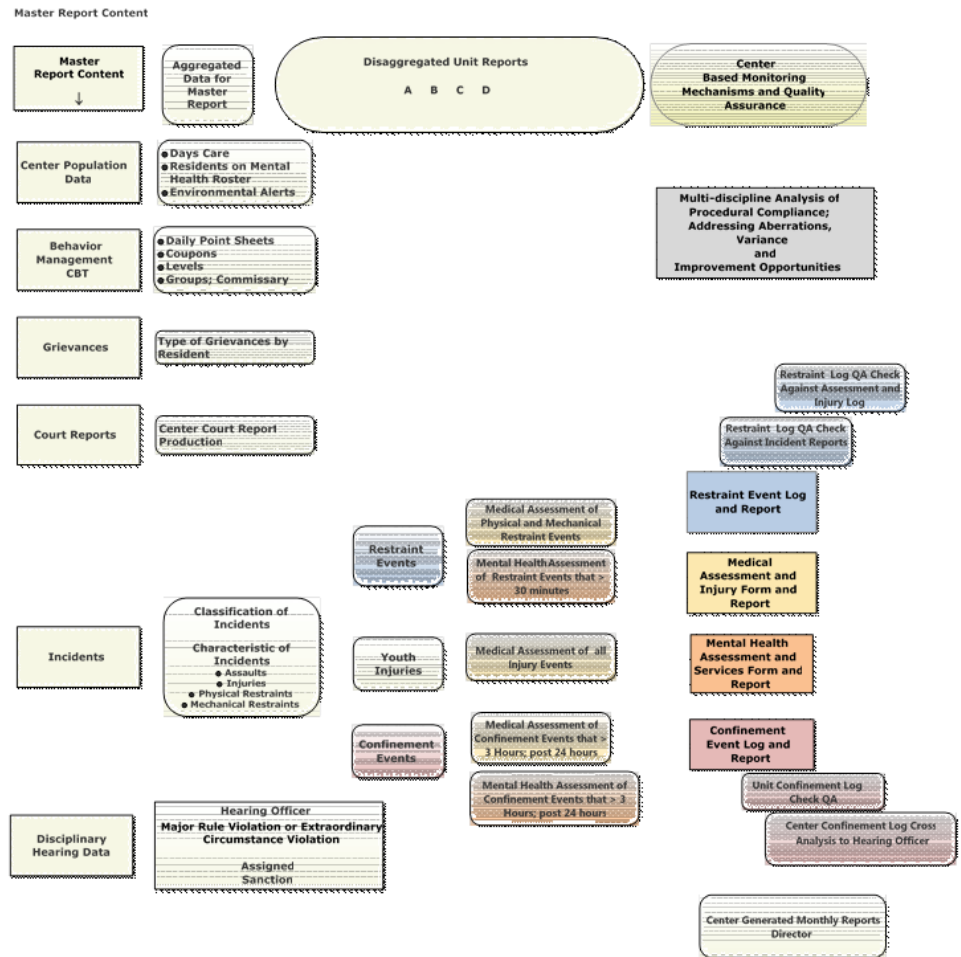 Master Report Content
Master
Report Content
↓
Aggregated
Data for
Master
Report
Disaggregated Unit Reports
A B C D
Center
Based Monitoring
Mechanisms and Quality
Assurance
Center Population
Data
● Days Care
● Residents on Mental
Health Roster
● Environmental Alerts
Multi-discipline Analysis of
Procedural Compliance;
Addressing Aberrations,
Variance
and
Improvement Opportunities
Behavior
Management
CBT
● Daily Point Sheets
● Coupons
● Levels
● Groups; Commissary
Grievances
Type of Grievances by
Resident
Court Reports
Center Court Report
Production
Restraint Log QA Check
Against Assessment and
Injury Log
Restraint Log QA Check
Against Incident Reports
Restraint Event Log
and Report
Medical
Assessment and
Injury Form and
Report
Mental Health
Assessment and
Services Form and
Report
Confinement
Event Log and
Report
Unit Confinement Log
Check QA
Center Confinement Log Cross
Analysis to Hearing Officer
Incidents
Classification of
Incidents
Characteristic of
Incidents
● Assaults
● Injuries
● Physical Restraints
● Mechanical Restraints
Restraint
Events
Medical Assessment of
Physical and Mechanical
Restraint Events
Mental Health Assessment
of Restraint Events that >
30 minutes
Youth
Injuries
Medical Assessment of all
Injury Events
Confinement
Events
Medical Assessment of
Confinement Events that >
3 Hours; post 24 hours
Mental Health Assessment of
Confinement Events that > 3
Hours; post 24 hours
Disciplinary
Hearing Data
Hearing Officer
Major Rule Violation or Extraordinary
Circumstance Violation
Assigned
Sanction
Center Generated Monthly Reports
Director